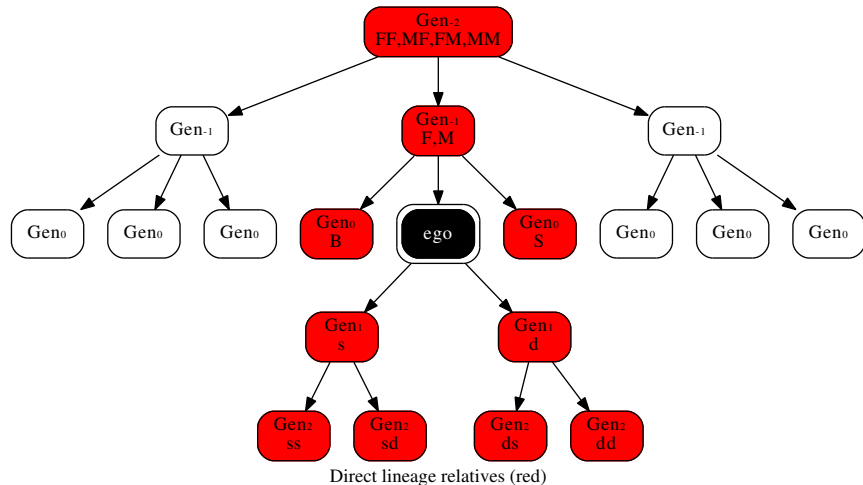 Gen-2
FF,MF,FM,MM
Gen-1
Gen-1
F,M
Gen-1
Gen0
Gen0
Gen0
Gen0
B
ego
Gen0
S
Gen0
Gen0
Gen0
Gen1
s
Gen1
d
Gen2
ss
Gen2
sd
Gen2
ds
Gen2
dd
Direct lineage relatives (red)